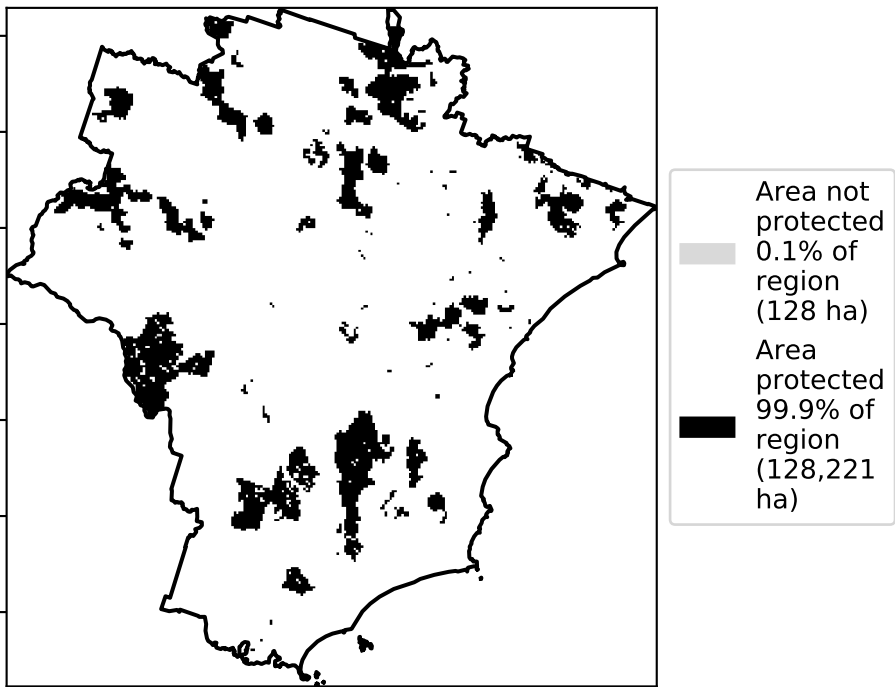 Area not
protected
0.1% of
region
(128 ha)
Area
protected
99.9% of
region
(128,221
ha)